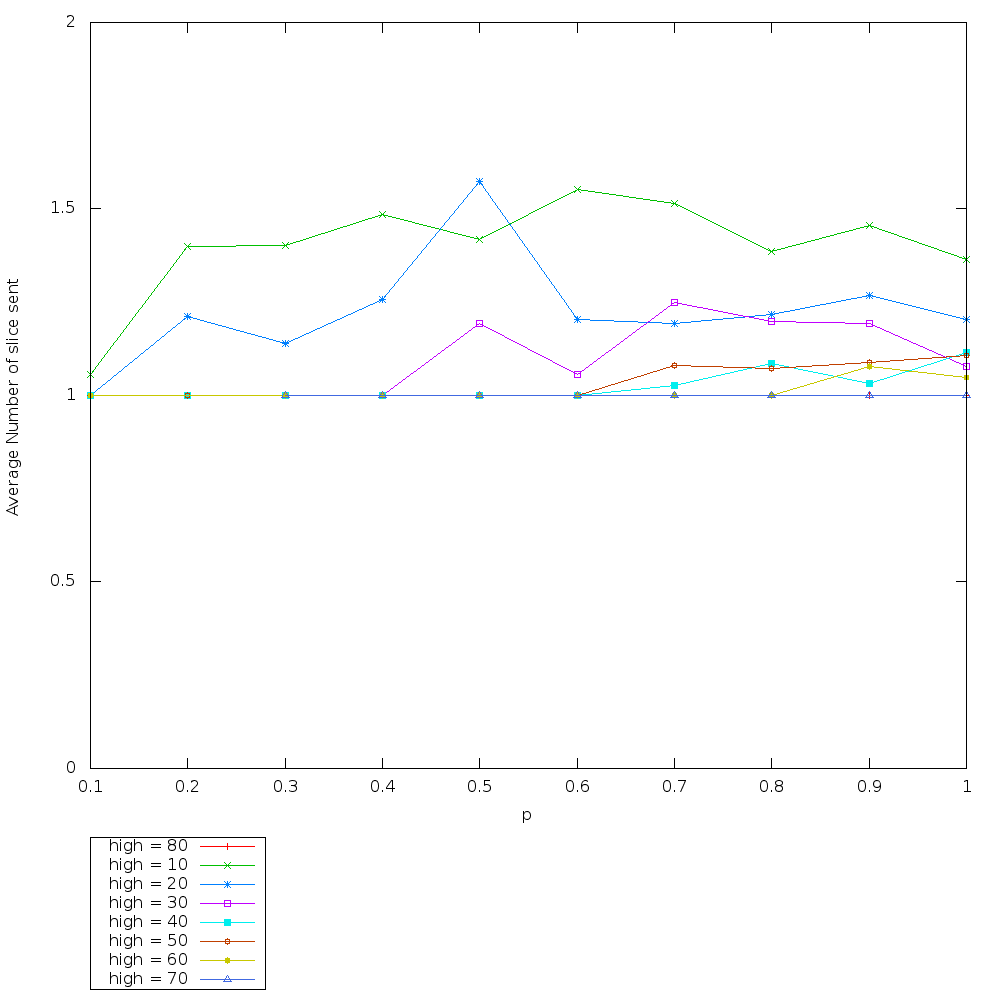 2
1.5
1
0.5
0
Average Number of slice sent
0.1 0.2 0.3 0.4 0.5 0.6 0.7 0.8 0.9 1
p
high = 80
high = 10
high = 20
high = 30
high = 40
high = 50
high = 60
high = 70